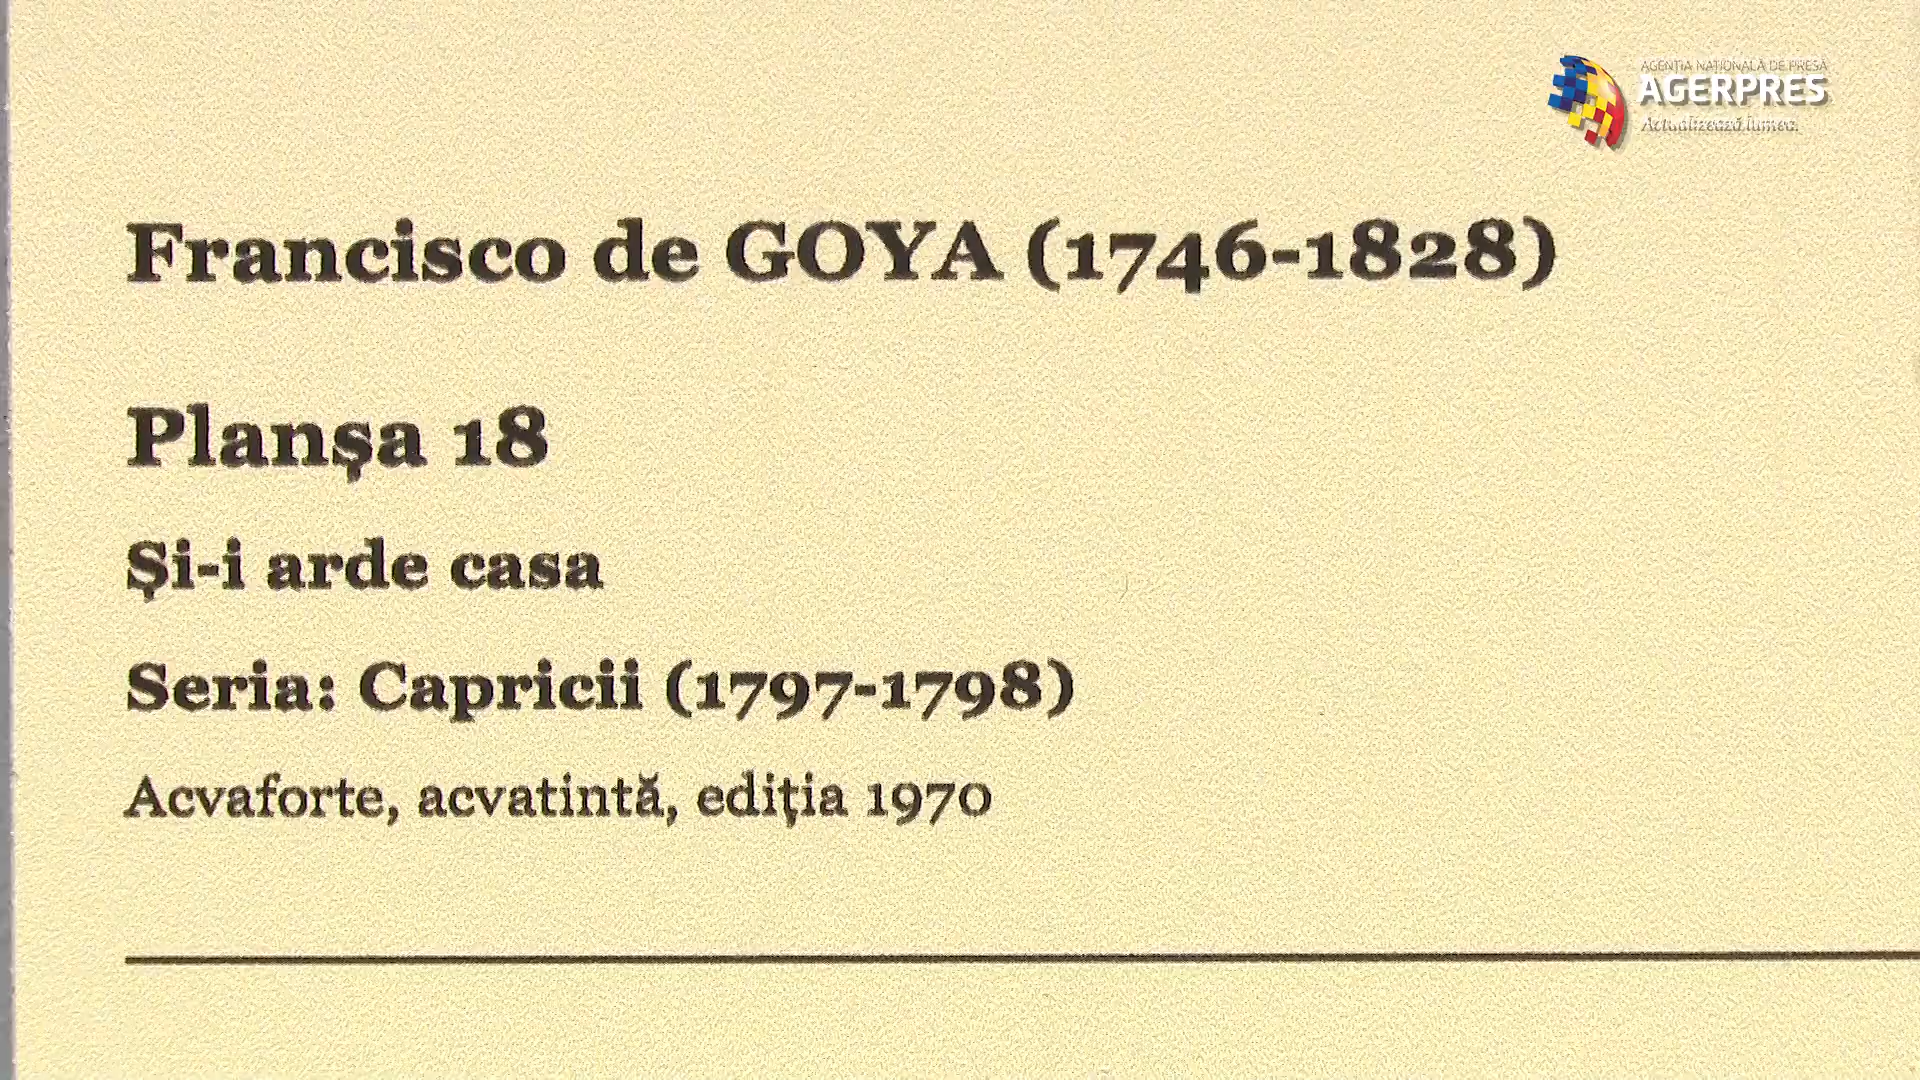 AGENȚIA NAȚIONALĂ DE PRESĂ
AGERPRES
Actualizează lumea.
Francisco de GOYA (1746-1828)
Planșa 18
Și-i arde casa
Seria: Capricii (1797-1798)
Acvaforte, acvatintă, ediția 1970